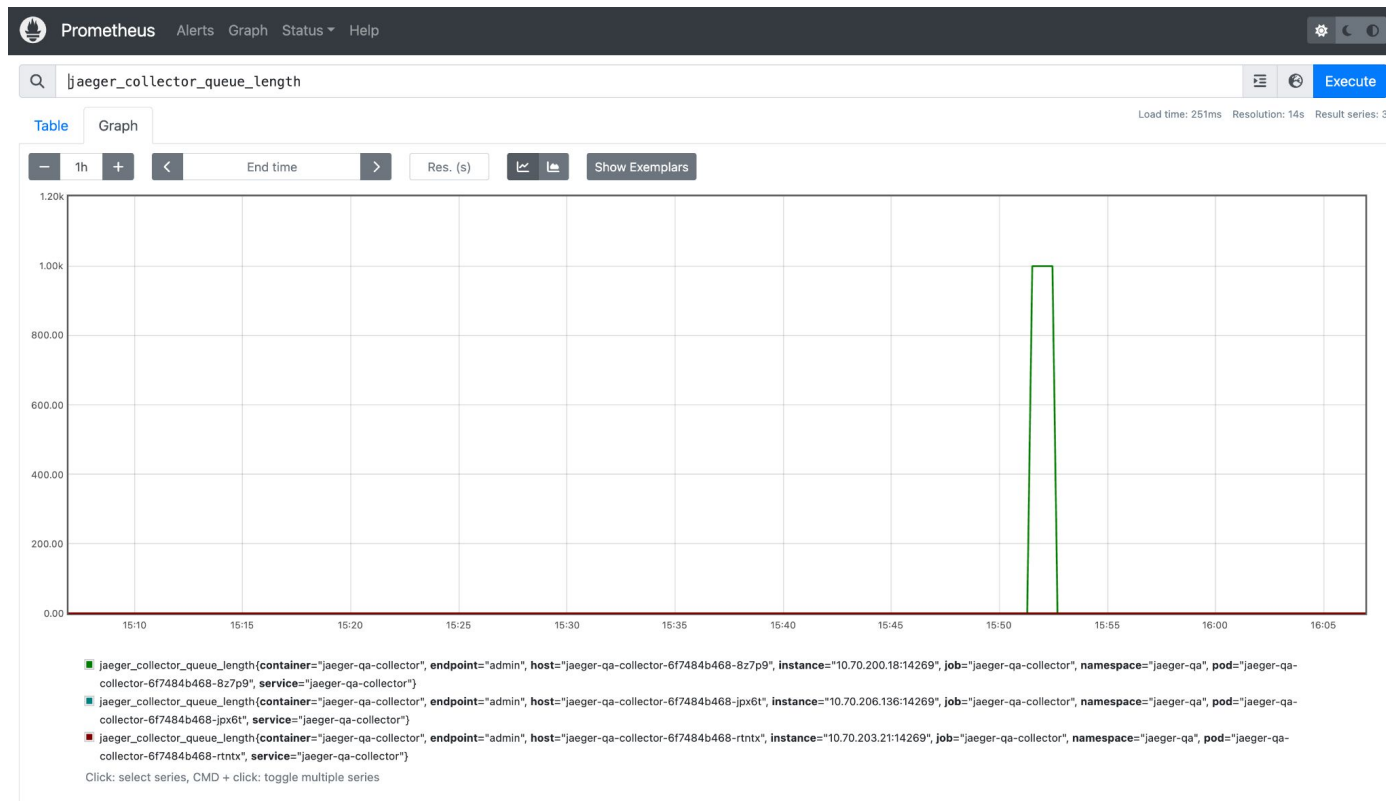 Prometheus Alerts Graph Status Help
jaeger_collector_queue_length
Execute
Load time: 251ms Resolution: 14s Result series: 3
Table Graph
1h End time Res. (s) Show Exemplars
1.20k
1.00k
800.00
600.00
400.00
200.00
0.00
15:10 15:15 15:20 15:25 15:30 15:35 15:40 15:45 15:50 15:55 16:00 16:05
jaeger_collector_queue_length{container="jaeger-qa-collector", endpoint="admin", host="jaeger-qa-collector-6f7484b468-8z7p9", instance="10.70.200.18:14269", job="jaeger-qa-collector", namespace="jaeger-qa", pod="jaeger-qa-
collector-6f7484b468-8z7p9", service="jaeger-qa-collector"}
jaeger_collector_queue_length{container="jaeger-qa-collector", endpoint="admin", host="jaeger-qa-collector-6f7484b468-jpx6t", instance="10.70.206.136:14269", job="jaeger-qa-collector", namespace="jaeger-qa", pod="jaeger-qa-
collector-6f7484b468-jpx6t", service="jaeger-qa-collector"}
jaeger_collector_queue_length{container="jaeger-qa-collector", endpoint="admin", host="jaeger-qa-collector-6f7484b468-rtntx", instance="10.70.203.21:14269", job="jaeger-qa-collector", namespace="jaeger-qa", pod="jaeger-qa-
collector-6f7484b468-rtntx", service="jaeger-qa-collector"}
Click: select series, CMD + click: toggle multiple series